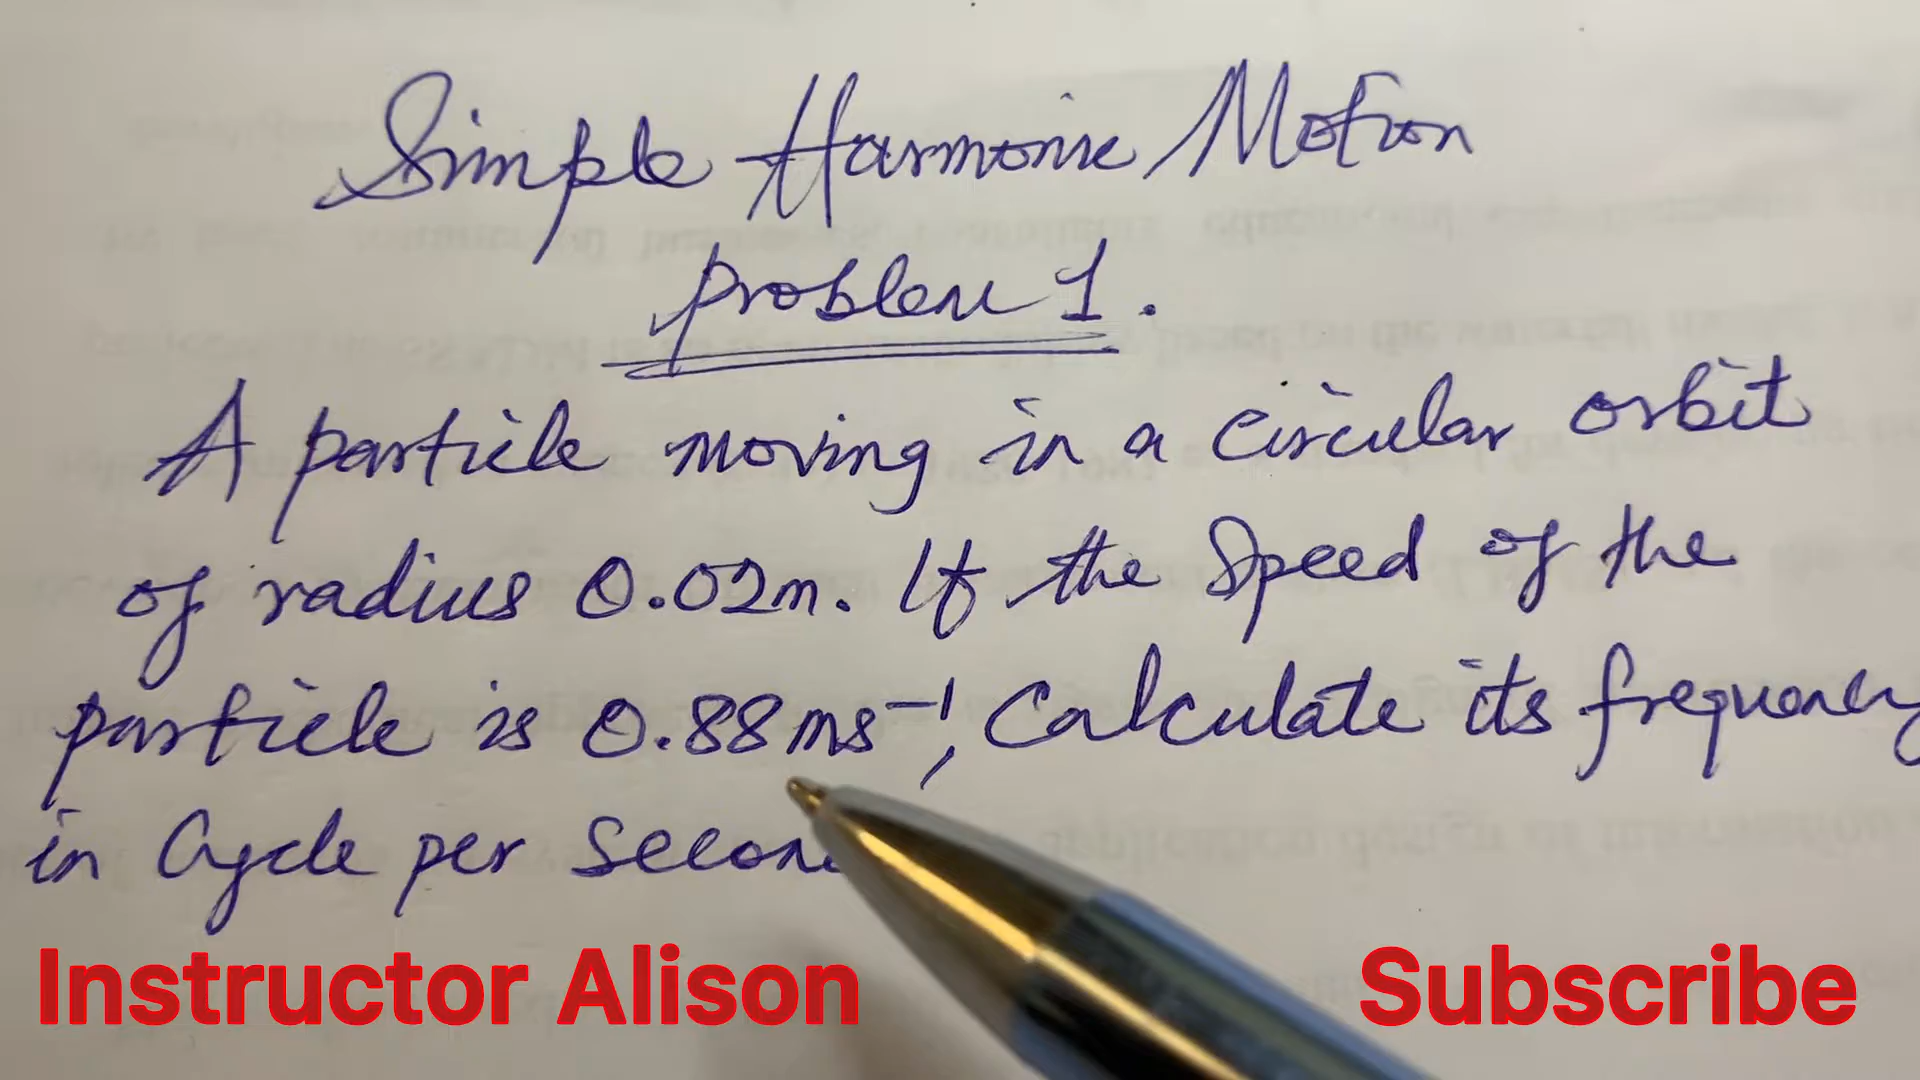 Simple Harmonic Motion
Problem 1.
A particle moving in a circular orbit
of radius 0.02m. If the Speed of the
particle is 0.88ms⁻¹, Calculate its frequency
in Cycle per Second
Instructor Alison
Subscribe